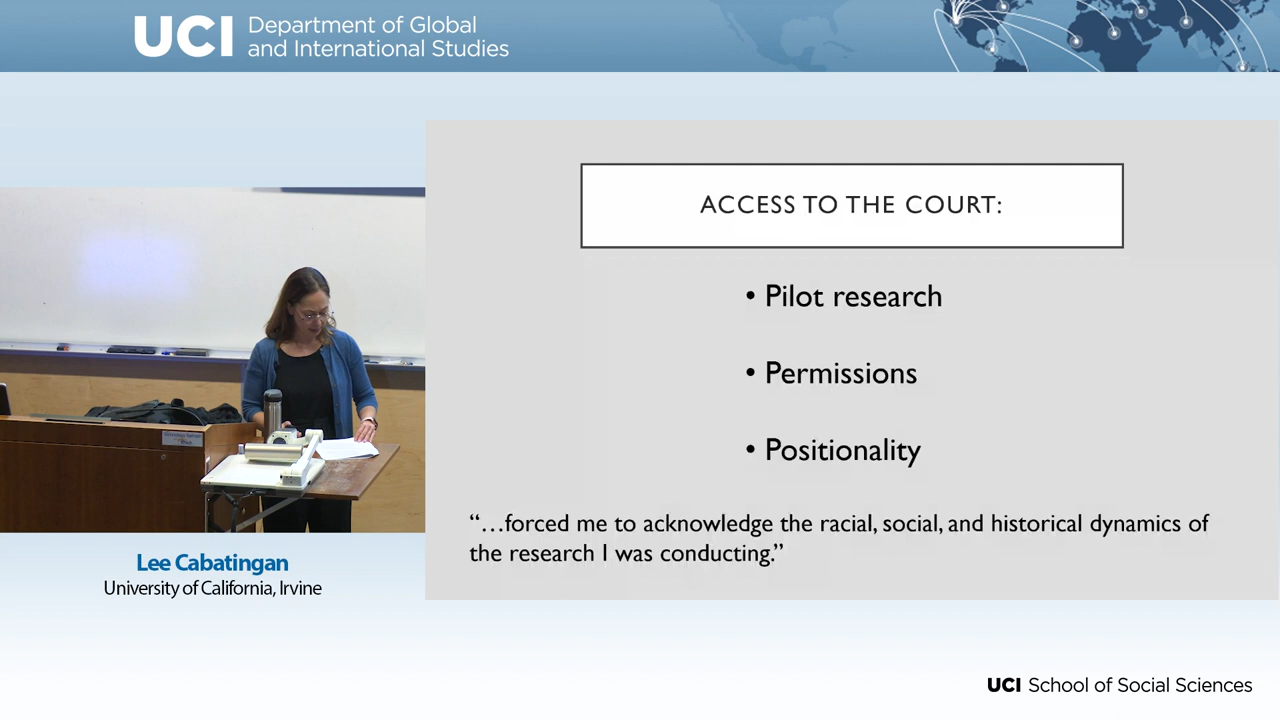 UCI Department of Global
and International Studies
ACCESS TO THE COURT:
• Pilot research
• Permissions
• Positionality
“…forced me to acknowledge the racial, social, and historical dynamics of
the research I was conducting.”
Lee Cabatingan
University of California, Irvine
UCI School of Social Sciences